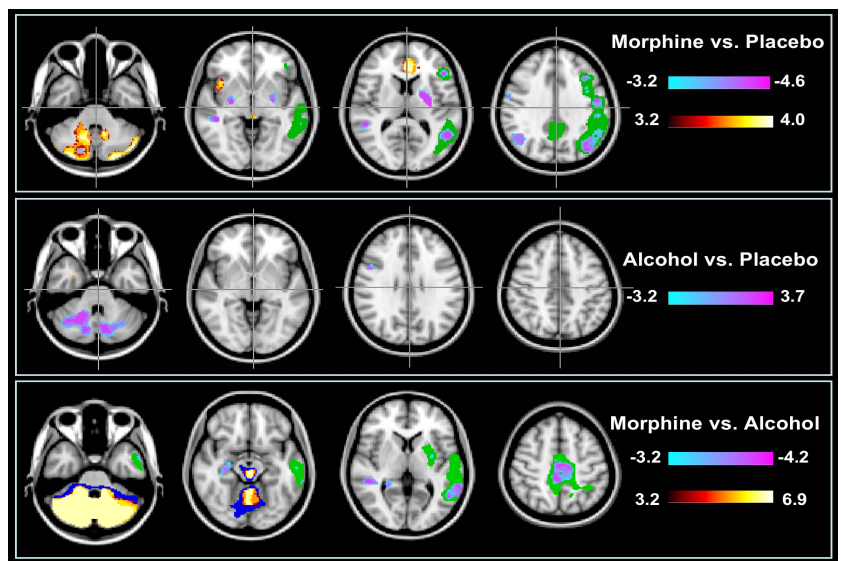 Morphine vs. Placebo
-3.2 -4.6
3.2 4.0
Alcohol vs. Placebo
-3.2 3.7
Morphine vs. Alcohol
-3.2 -4.2
3.2 6.9